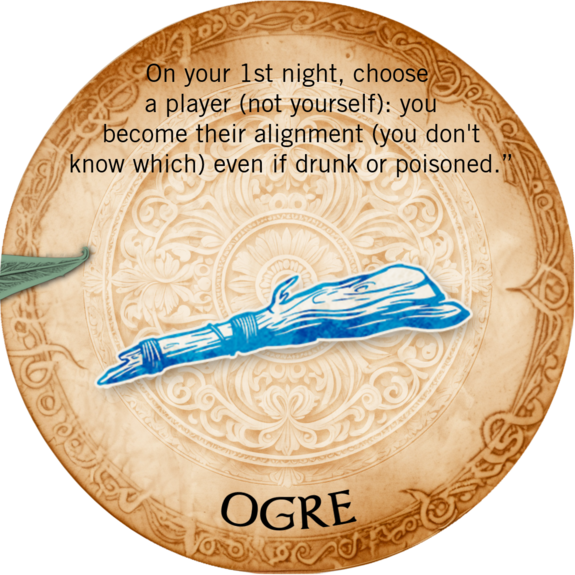 On your 1st night, choose
a player (not yourself): you
become their alignment (you don't
know which) even if drunk or poisoned.”
OGRE